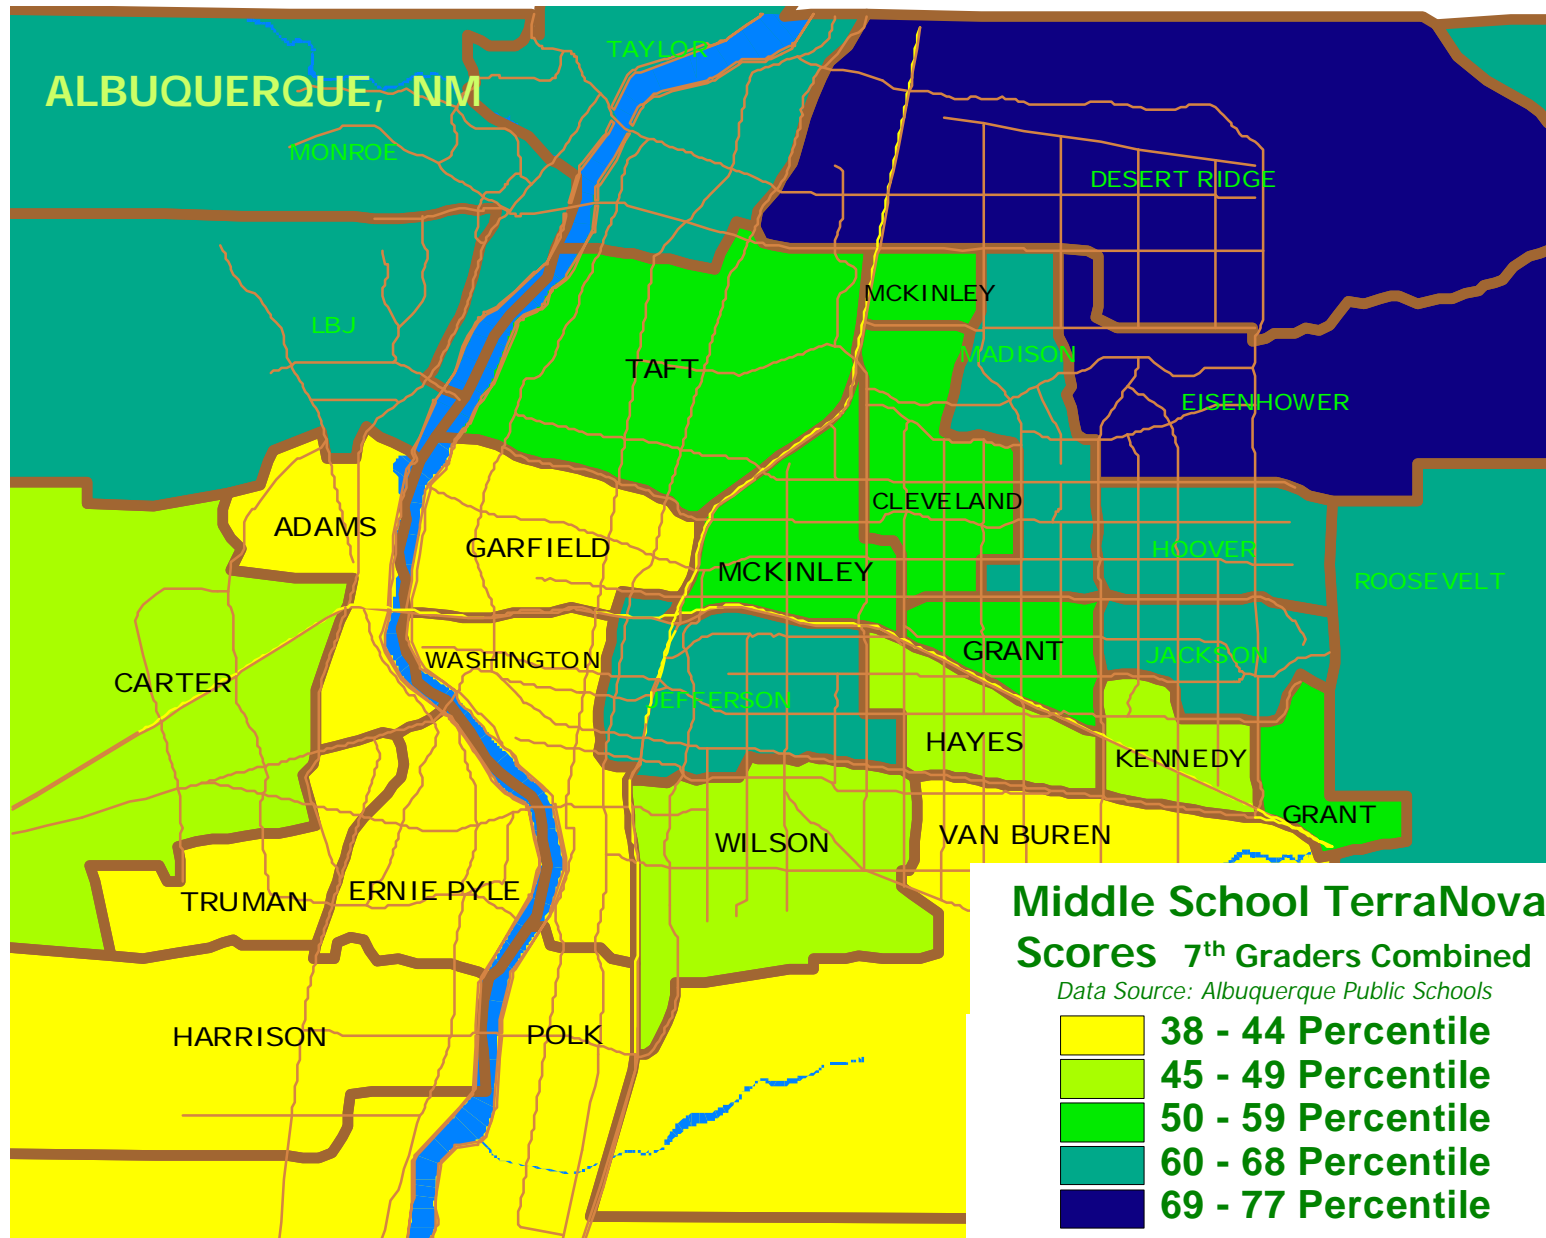 TAYLOR
ALBUQUERQUE, NM
MONROE
DESERT RIDGE
MCKINLEY
LBJ
MADISON
TAFT
EISENHOWER
CLEVELAND
ADAMS
GARFIELD
HOOVER
MCKINLEY
ROOSEVELT
GRANT
WASHINGTON
JACKSON
CARTER
JEFFERSON
HAYES
KENNEDY
GRANT
WILSON
VAN BUREN
TRUMAN
ERNIE PYLE
HARRISON
POLK
Middle School TerraNova
Scores 7th Graders Combined
Data Source: Albuquerque Public Schools
38 - 44 Percentile
45 - 49 Percentile
50 - 59 Percentile
60 - 68 Percentile
69 - 77 Percentile